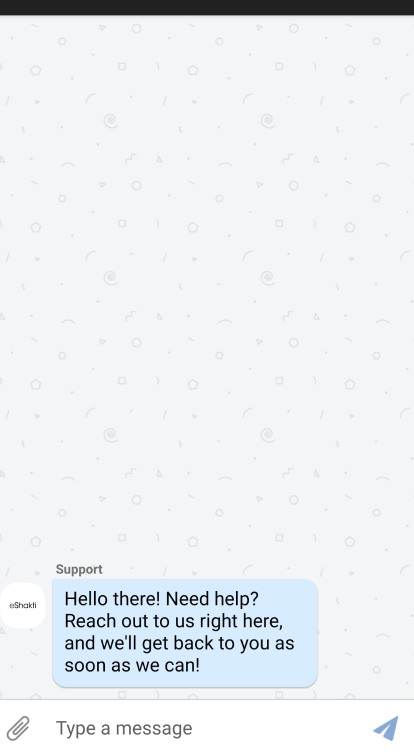 Support
eShakti
Hello there! Need help?
Reach out to us right here,
and we'll get back to you as
soon as we can!
Type a message